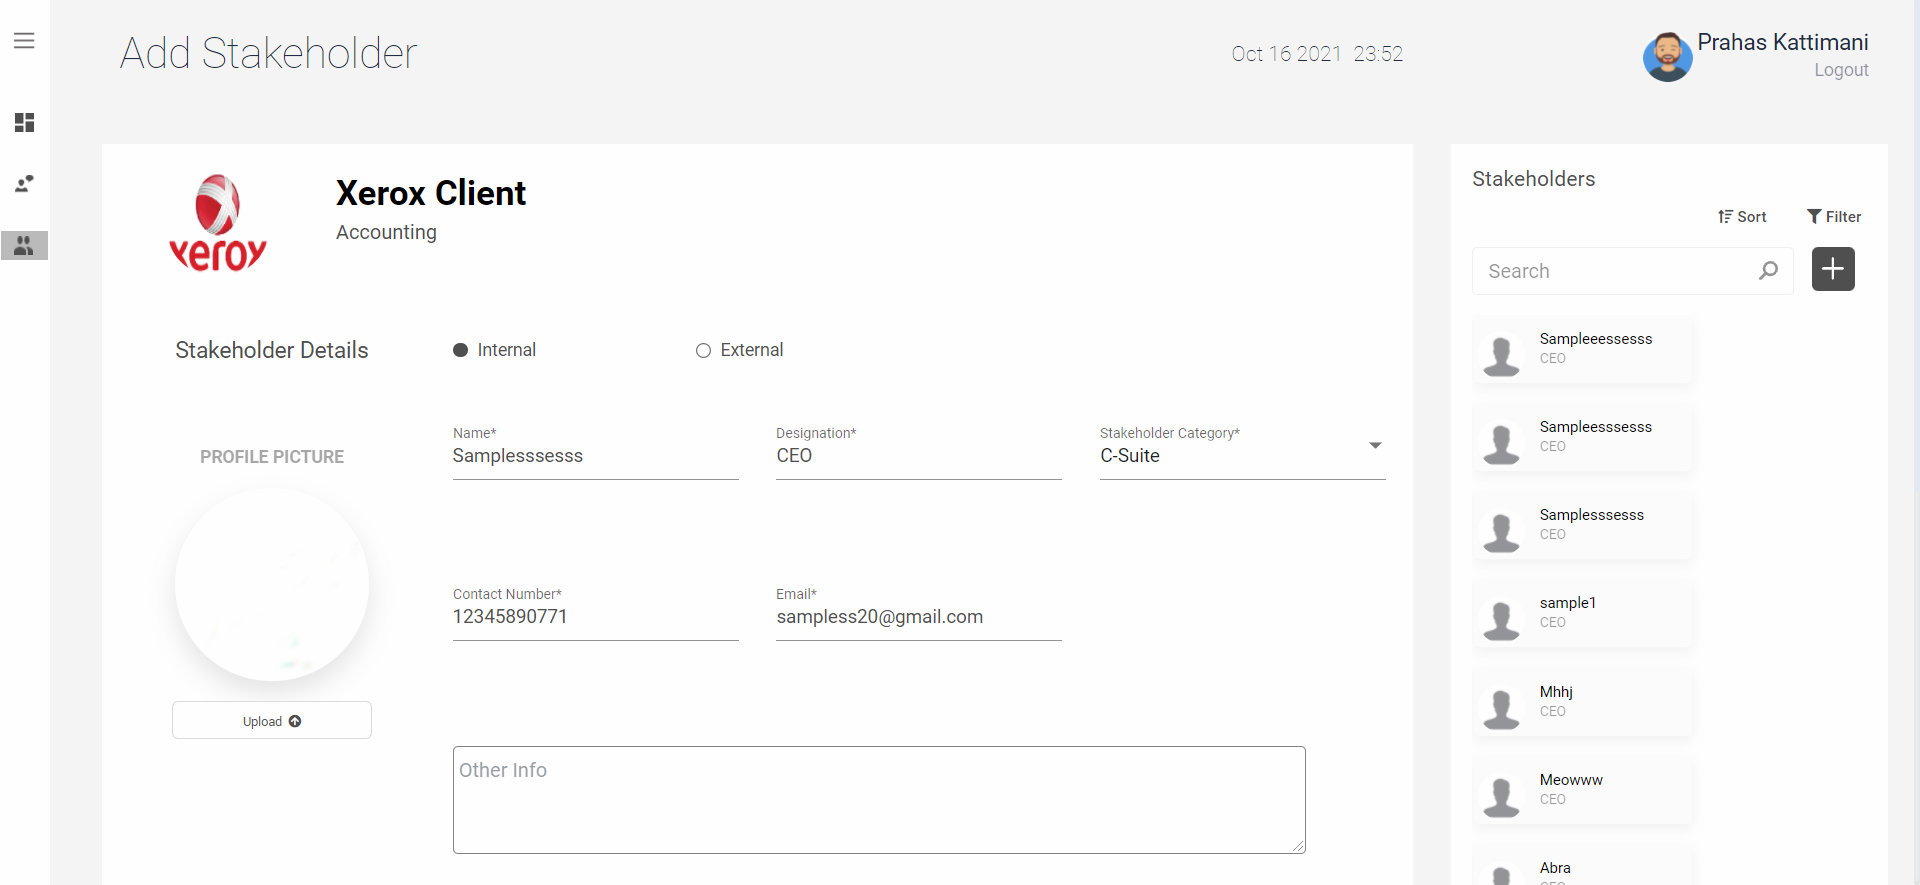 Add Stakeholder
Oct 16 2021 23:52
Prahas Kattimani
Logout
xerox
Xerox Client
Accounting
Stakeholder Details
Internal
External
PROFILE PICTURE
Upload
Name*
Samplesssesss
Designation*
CEO
Stakeholder Category*
C-Suite
Contact Number*
12345890771
Email*
sampless20@gmail.com
Other Info
Stakeholders
Sort
Filter
Search
Sampleeessesss
CEO
Sampleesssesss
CEO
Samplesssesss
CEO
sample1
CEO
Mhhj
CEO
Meowww
CEO
Abra
CEO